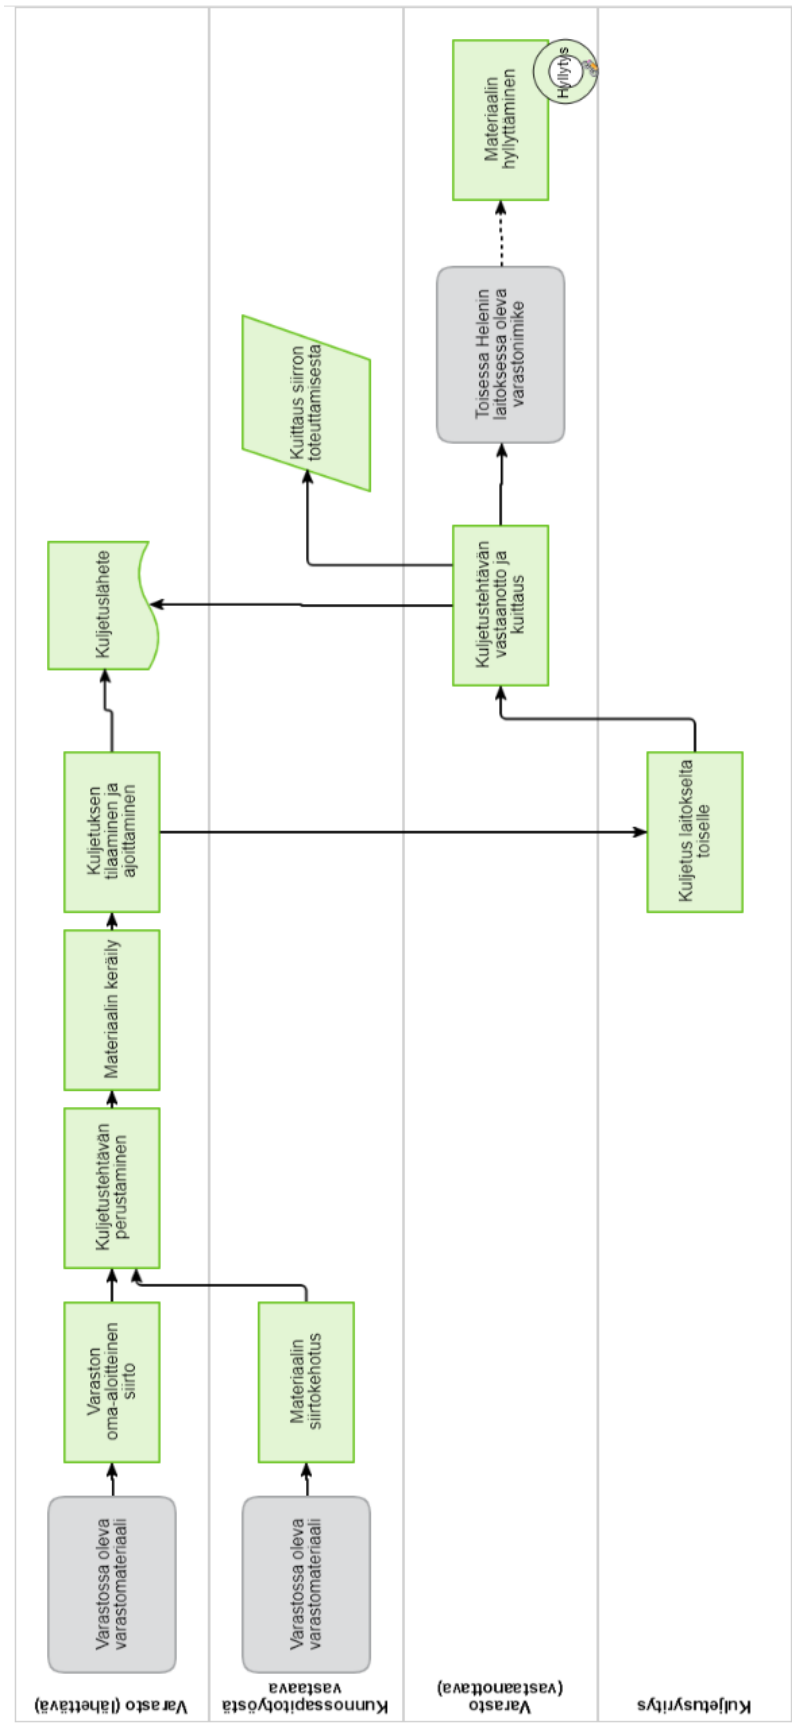 Varasto (lähettävä)
Varastossa oleva
varastomateriaali
Varaston
oma-aloitteinen
siirto
Kuljetustehtävän
perustaminen
Materiaalin keräily
Kuljetuksen
tilaaminen ja
ajoittaminen
Kuljetuslähete
Kunnossapitotyöstä
vastaava
Varastossa oleva
varastomateriaali
Materiaalin
siirtokehotus
Kuittaus siirron
toteuttamisesta
Varasto
(vastaanottava)
Kuljetustehtävän
vastaanotto ja
kuittaus
Toisessa Helenin
laitoksessa oleva
varastonimike
Materiaalin
hyllyttäminen
Hyllytys
Kuljetusyritys
Kuljetus laitokselta
toiselle